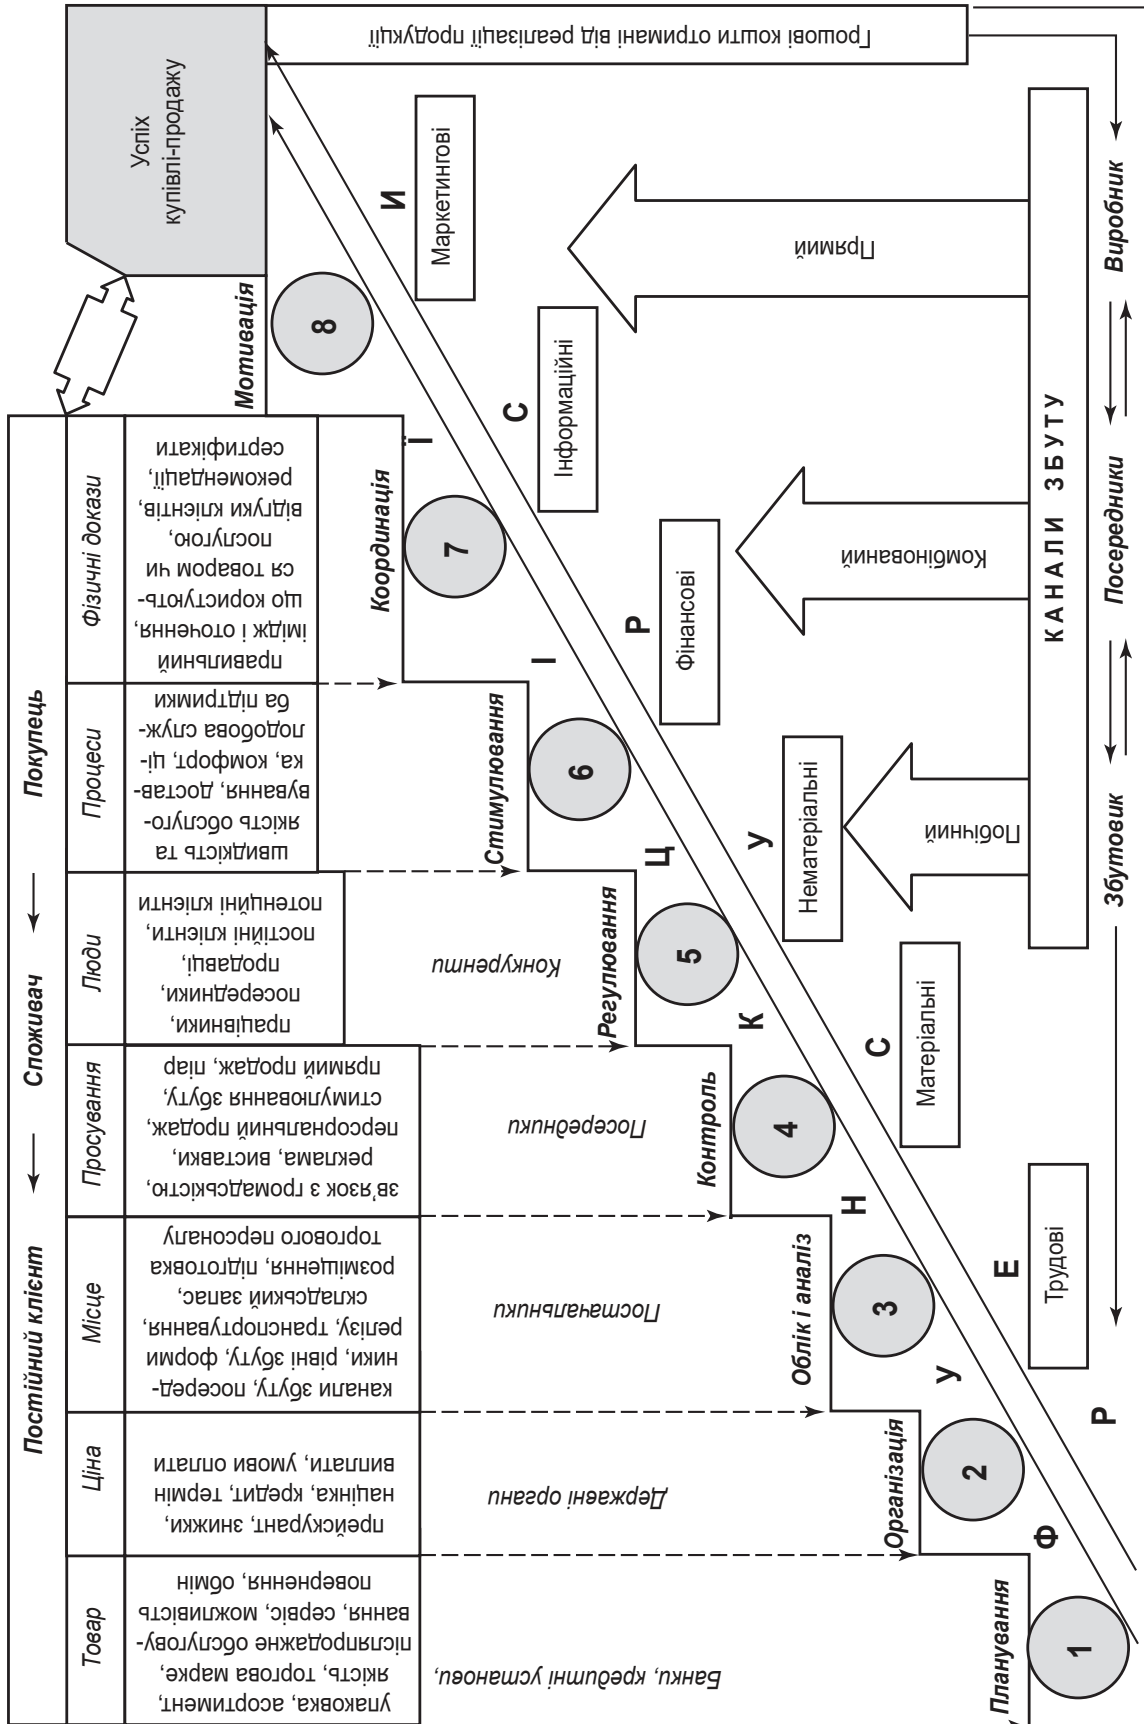 Постійний клієнт
Споживач
Покупець
Товар
Ціна
Місце
Просування
Люди
Процеси
Фізичні докази
упаковка, асортимент,
якість, торгова марке,
післяпродажне обслугову-
вання, сервіс, можливість
повернення, обмін
прейскурант, знижки,
націнка, кредит, термін
виплати, умови оплати
канали збуту, посеред-
ники, рівні збуту, форми
релізу, транспортування,
складський запас,
розміщення, підготовка
торгового персоналу
зв'язок з громадськістю,
реклама, виставки,
персорнальний продаж,
стимулювання збуту,
прямий продаж, піар
працівники,
посередники,
продавці,
постійні клієнти,
потенційні клієнти
швидкість та
якість обслуго-
вування, достав-
ка, комфорт, ці-
лодобова служ-
ба підтримки
правильний
імідж і оточення,
що користують-
ся товаром чи
послугою,
відгуки клієнтів,
рекомендації,
сертифікати
Успіх
купівлі-продажу
Банки, кредитні установи,
Державні органи
Постачальники
Посередники
Конкуренти
Планування
Організація
Облік і аналіз
Контроль
Регулювання
Стимулювання
Координація
Мотивація
1
2
3
4
5
6
7
8
Ф У Н К Ц І Ї
Р Е С У Р С И
Трудові
Матеріальні
Нематеріальні
Фінансові
Інформаційні
Маркетингові
Побічний
Комбінований
Прямий
КАНАЛИ ЗБУТУ
Збутовик
Посередники
Виробник
Грошові кошти отримані від реалізації продукції